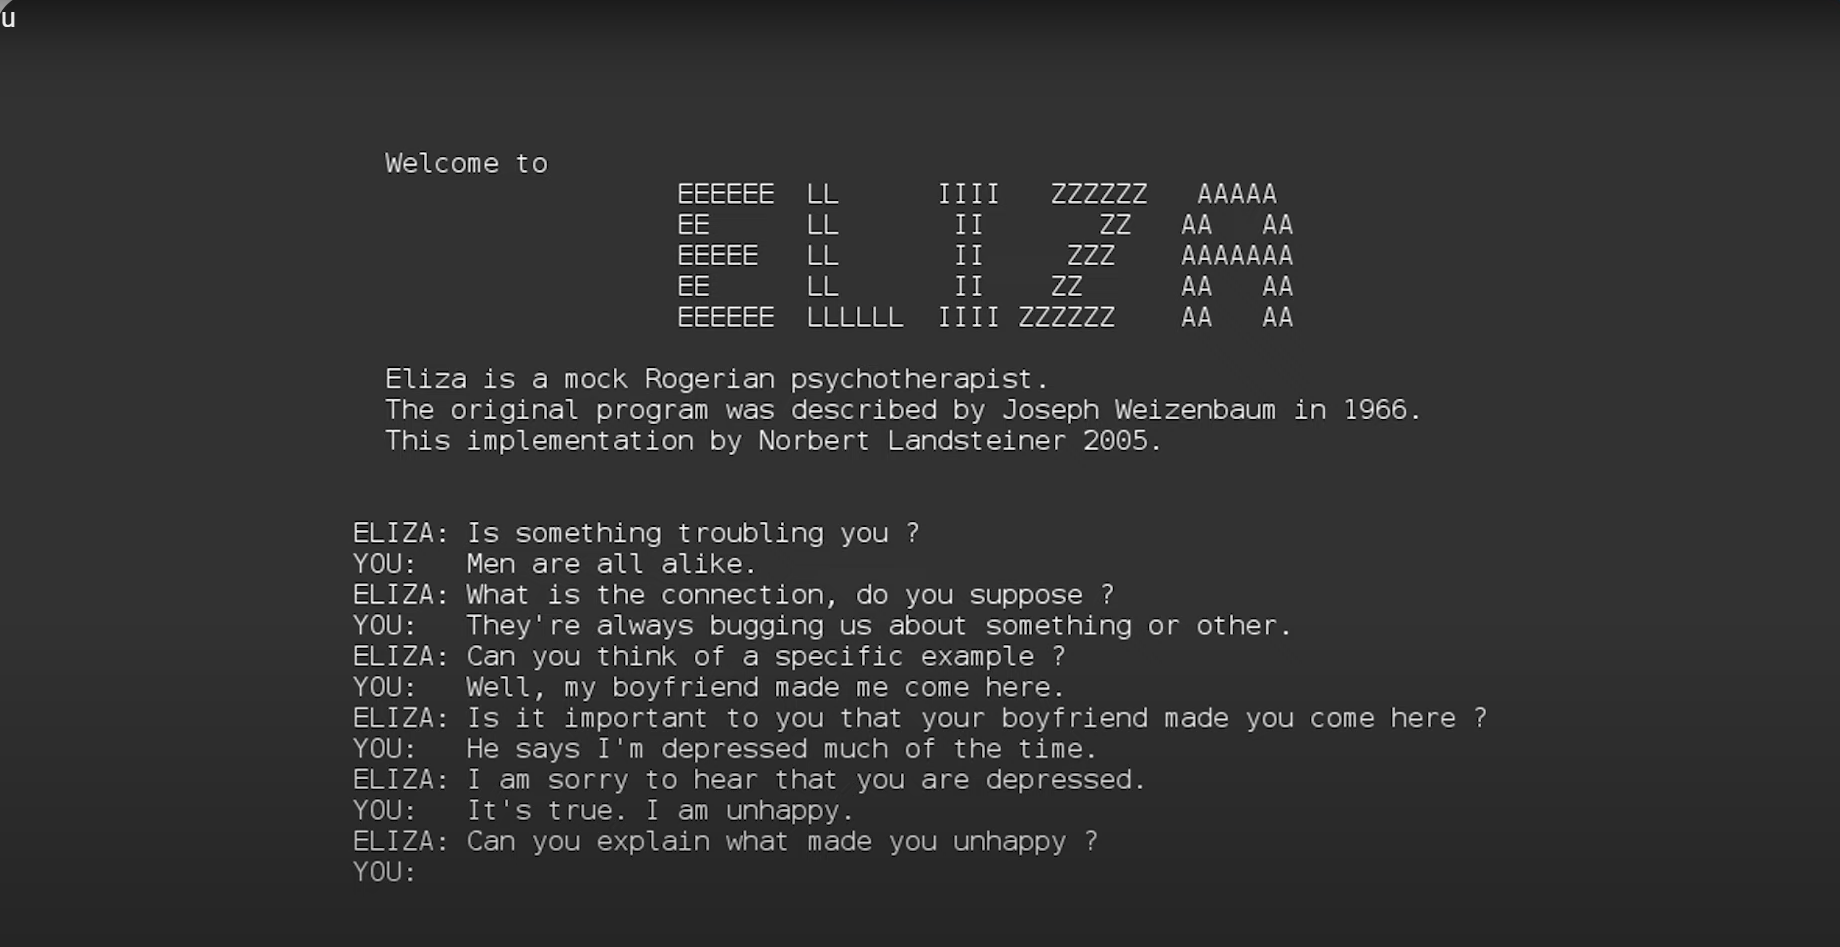 u
Welcome to
EEEEEE  LL      IIII   ZZZZZZ   AAAAA
EE      LL       II       ZZ   AA   AA
EEEEE   LL       II     ZZZ    AAAAAAA
EE      LL       II    ZZ      AA   AA
EEEEEE  LLLLLL  IIII ZZZZZZ    AA   AA
Eliza is a mock Rogerian psychotherapist.
The original program was described by Joseph Weizenbaum in 1966.
This implementation by Norbert Landsteiner 2005.
ELIZA: Is something troubling you ?
YOU:   Men are all alike.
ELIZA: What is the connection, do you suppose ?
YOU:   They're always bugging us about something or other.
ELIZA: Can you think of a specific example ?
YOU:   Well, my boyfriend made me come here.
ELIZA: Is it important to you that your boyfriend made you come here ?
YOU:   He says I'm depressed much of the time.
ELIZA: I am sorry to hear that you are depressed.
YOU:   It's true. I am unhappy.
ELIZA: Can you explain what made you unhappy ?
YOU: